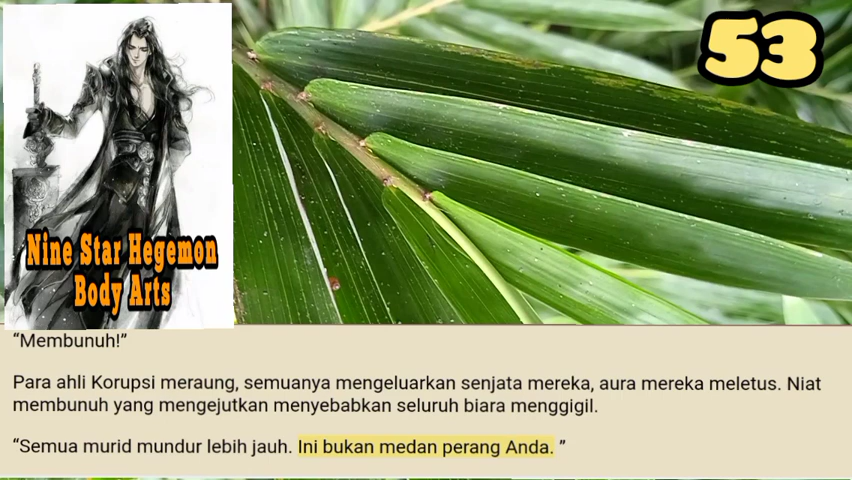 53
Nine Star Hegemon
Body Arts
“Membunuh!”
Para ahli Korupsi meraung, semuanya mengeluarkan senjata mereka, aura mereka meletus. Niat
membunuh yang mengejutkan menyebabkan seluruh biara menggigil.
“Semua murid mundur lebih jauh. Ini bukan medan perang Anda. ”